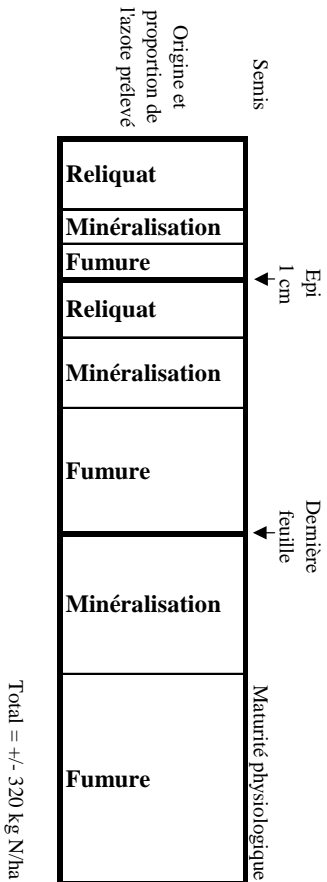 Semis
Origine et
proportion de
l'azote prélevé
Reliquat
Minéralisation
Fumure
Epi
1 cm
Reliquat
Minéralisation
Fumure
Dernière
feuille
Minéralisation
Fumure
Maturité physiologique
Total = +/- 320 kg N/ha